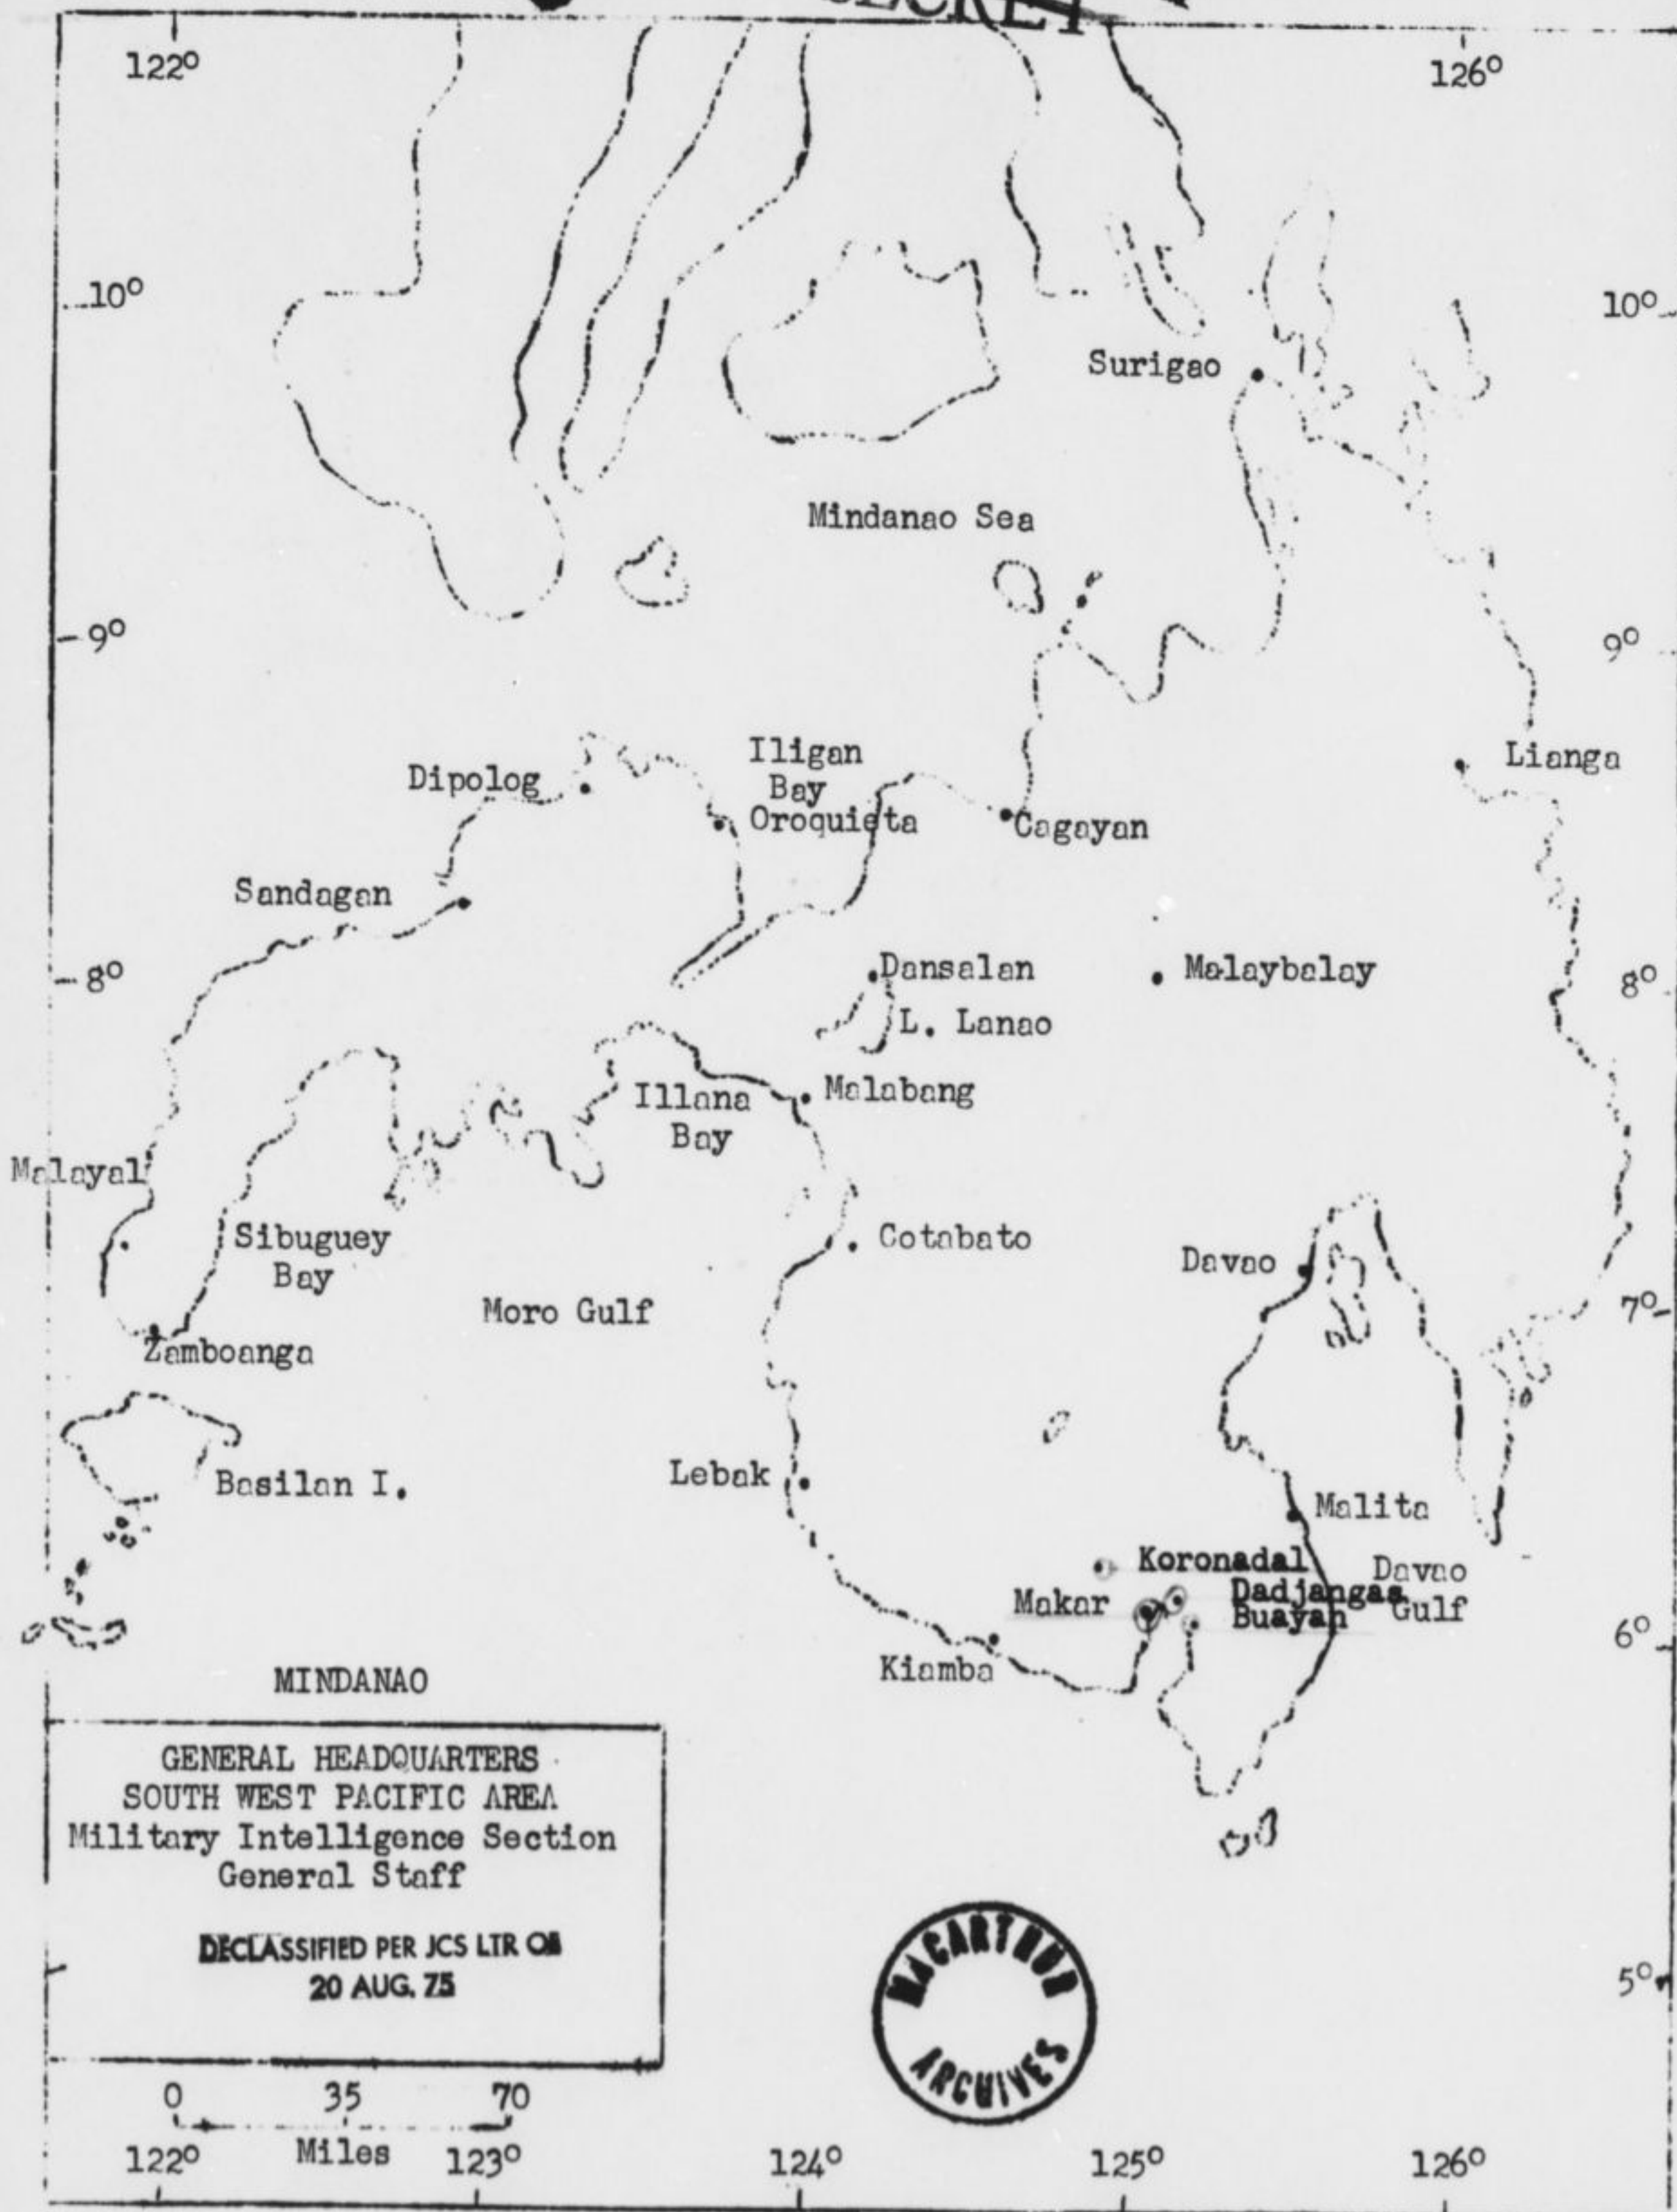 SECRET
122°
126°
10°
10°
Surigao
Mindanao Sea
9°
9°
Iligan
Bay
Dipolog
Oroquieta
Cagayan
Lianga
Sandagan
8°
Dansalan
Malaybalay
8°
L. Lanao
Illana
Bay
Malabang
Malayal
Sibuguey
Bay
Cotabato
Davao
Moro Gulf
7°
Zamboanga
Basilan I.
Lebak
Malita
Koronadal
Davao
Gulf
Makar
Dadjangas
Buayan
6°
Kiamba
MINDANAO
GENERAL HEADQUARTERS
SOUTH WEST PACIFIC AREA
Military Intelligence Section
General Staff
DECLASSIFIED PER JCS LTR OF
20 AUG. 75
MACARTHUR
ARCHIVES
5°
0 35 70
Miles
122° 123° 124° 125° 126°